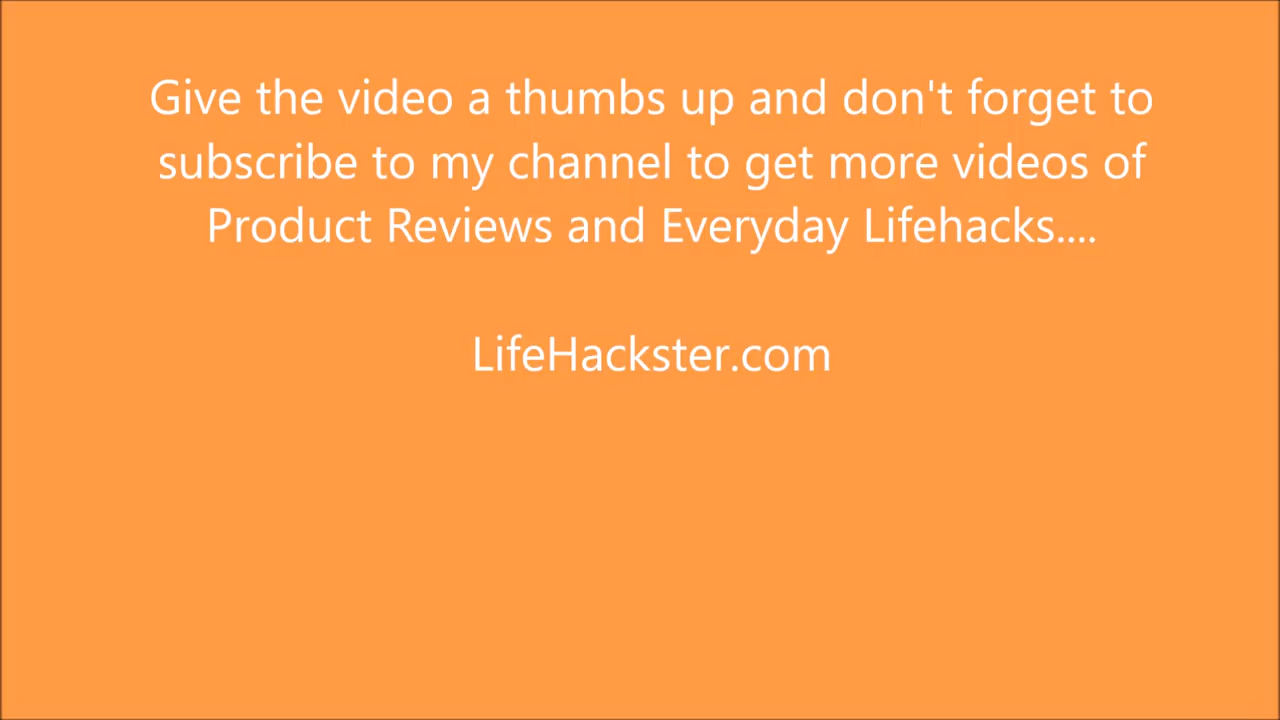 Give the video a thumbs up and don't forget to
subscribe to my channel to get more videos of
Product Reviews and Everyday Lifehacks....
LifeHackster.com